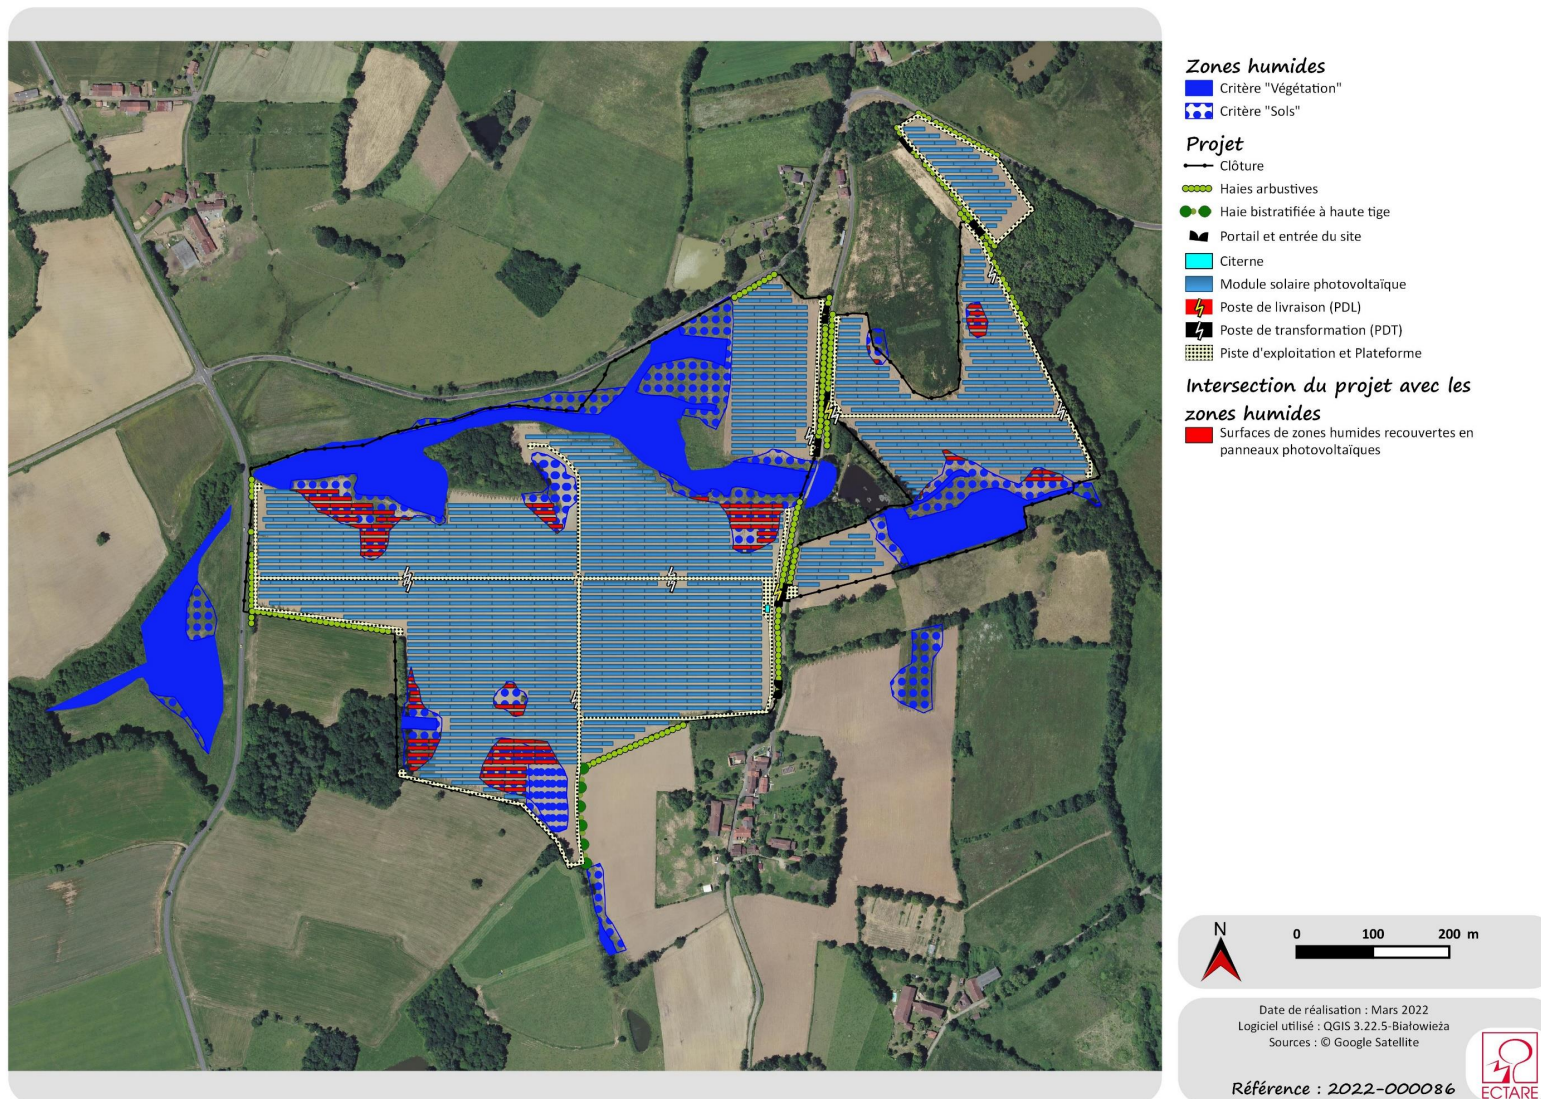 Zones humides
Critère "Végétation"
Critère "Sols"
Projet
Clôture
Haies arbustives
Haie bistratifiée à haute tige
Portail et entrée du site
Citerne
Module solaire photovoltaïque
Poste de livraison (PDL)
Poste de transformation (PDT)
Piste d'exploitation et Plateforme
Intersection du projet avec les
zones humides
Surfaces de zones humides recouvertes en
panneaux photovoltaïques
N
0 100 200 m
Date de réalisation : Mars 2022
Logiciel utilisé : QGIS 3.22.5-Białowieża
Sources : © Google Satellite
Référence : 2022-000086
ECTARE